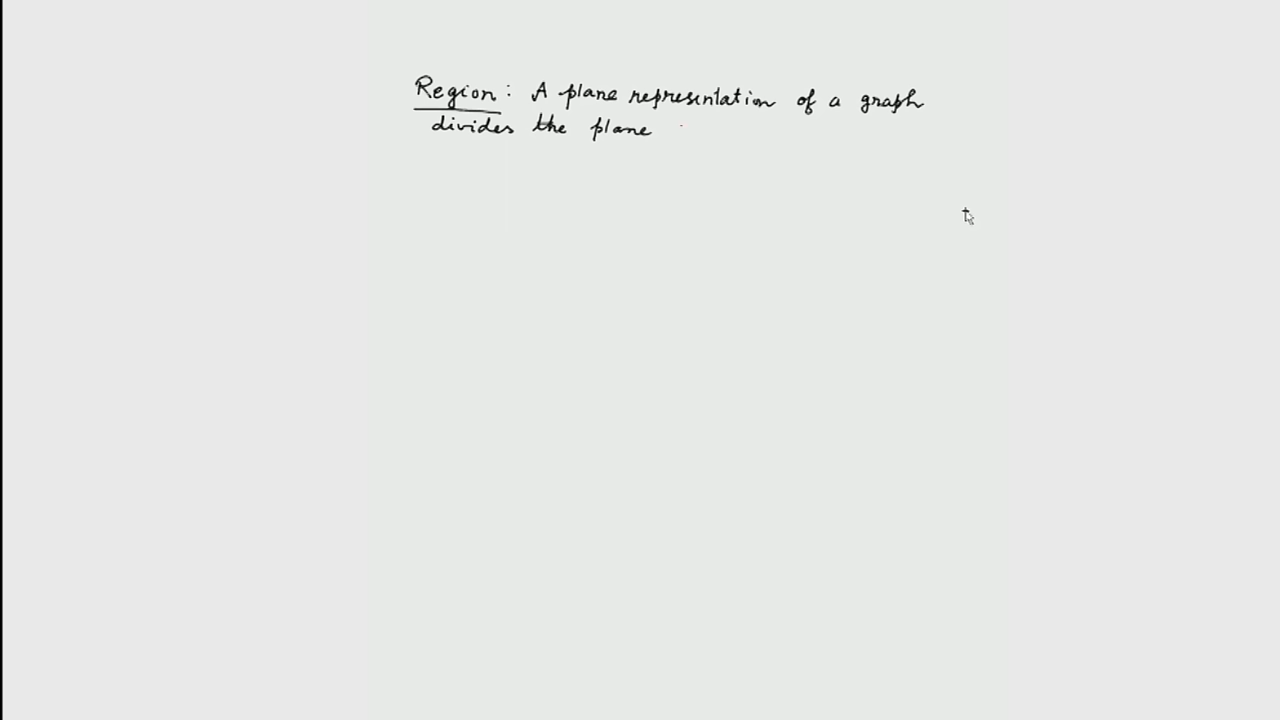 Region: A plane representation of a graph
divides the plane